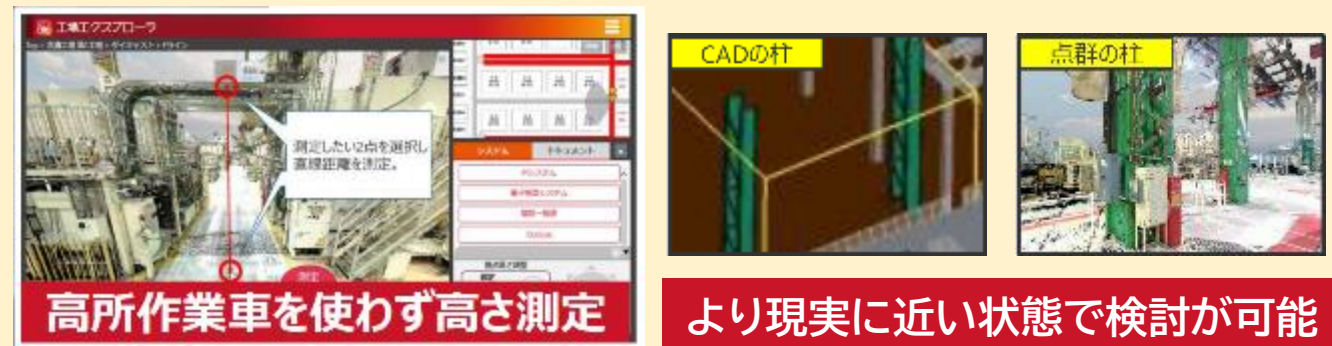 工場エクスプローラ
測定したい2点を選択し
直線距離を測定。
システム
ドキュメント
測定
高所作業車を使わず高さ測定
CADの柱
点群の柱
より現実に近い状態で検討が可能